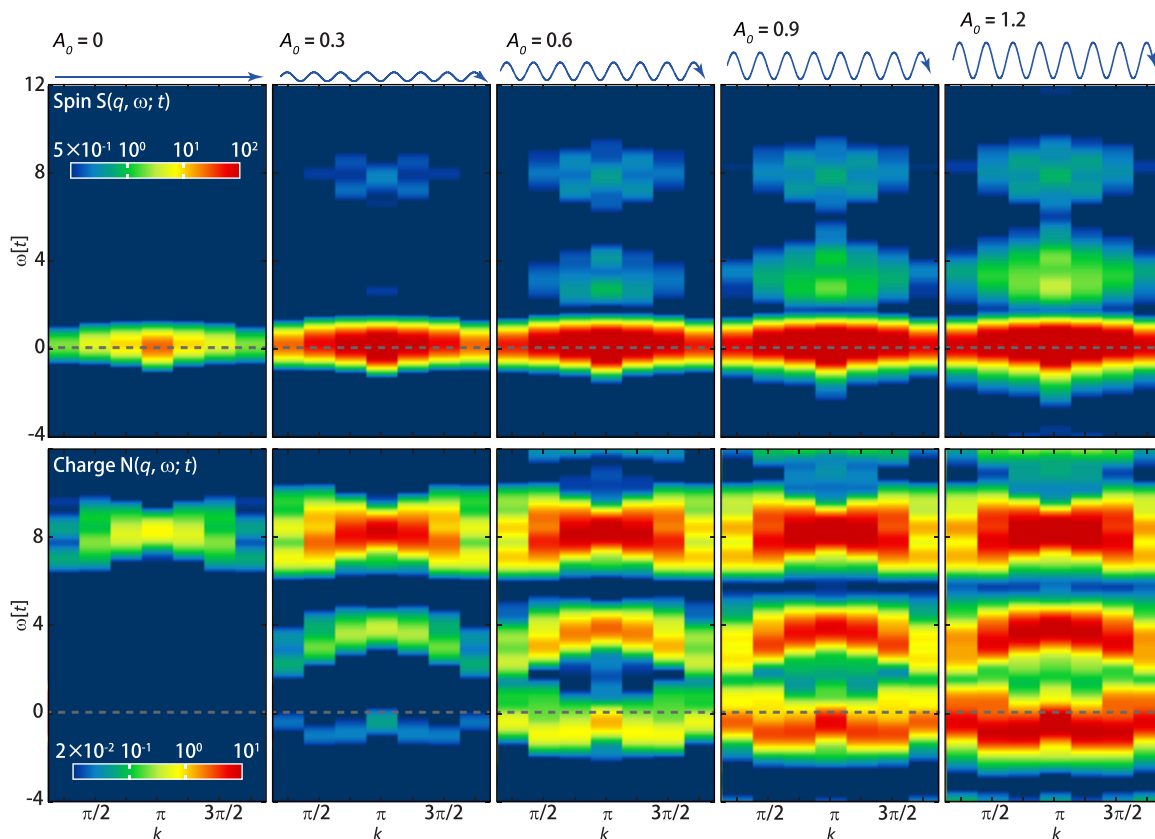 A₀ = 0
A₀ = 0.3
A₀ = 0.6
A₀ = 0.9
A₀ = 1.2
12
8
4
0
-4
ω[t]
Spin S(q, ω; t)
5×10⁻¹ 10⁰ 10¹ 10²
8
4
0
-4
ω[t]
Charge N(q, ω; t)
2×10⁻² 10⁻¹ 10⁰ 10¹
π/2 π 3π/2
k
π/2 π 3π/2
k
π/2 π 3π/2
k
π/2 π 3π/2
k
π/2 π 3π/2
k